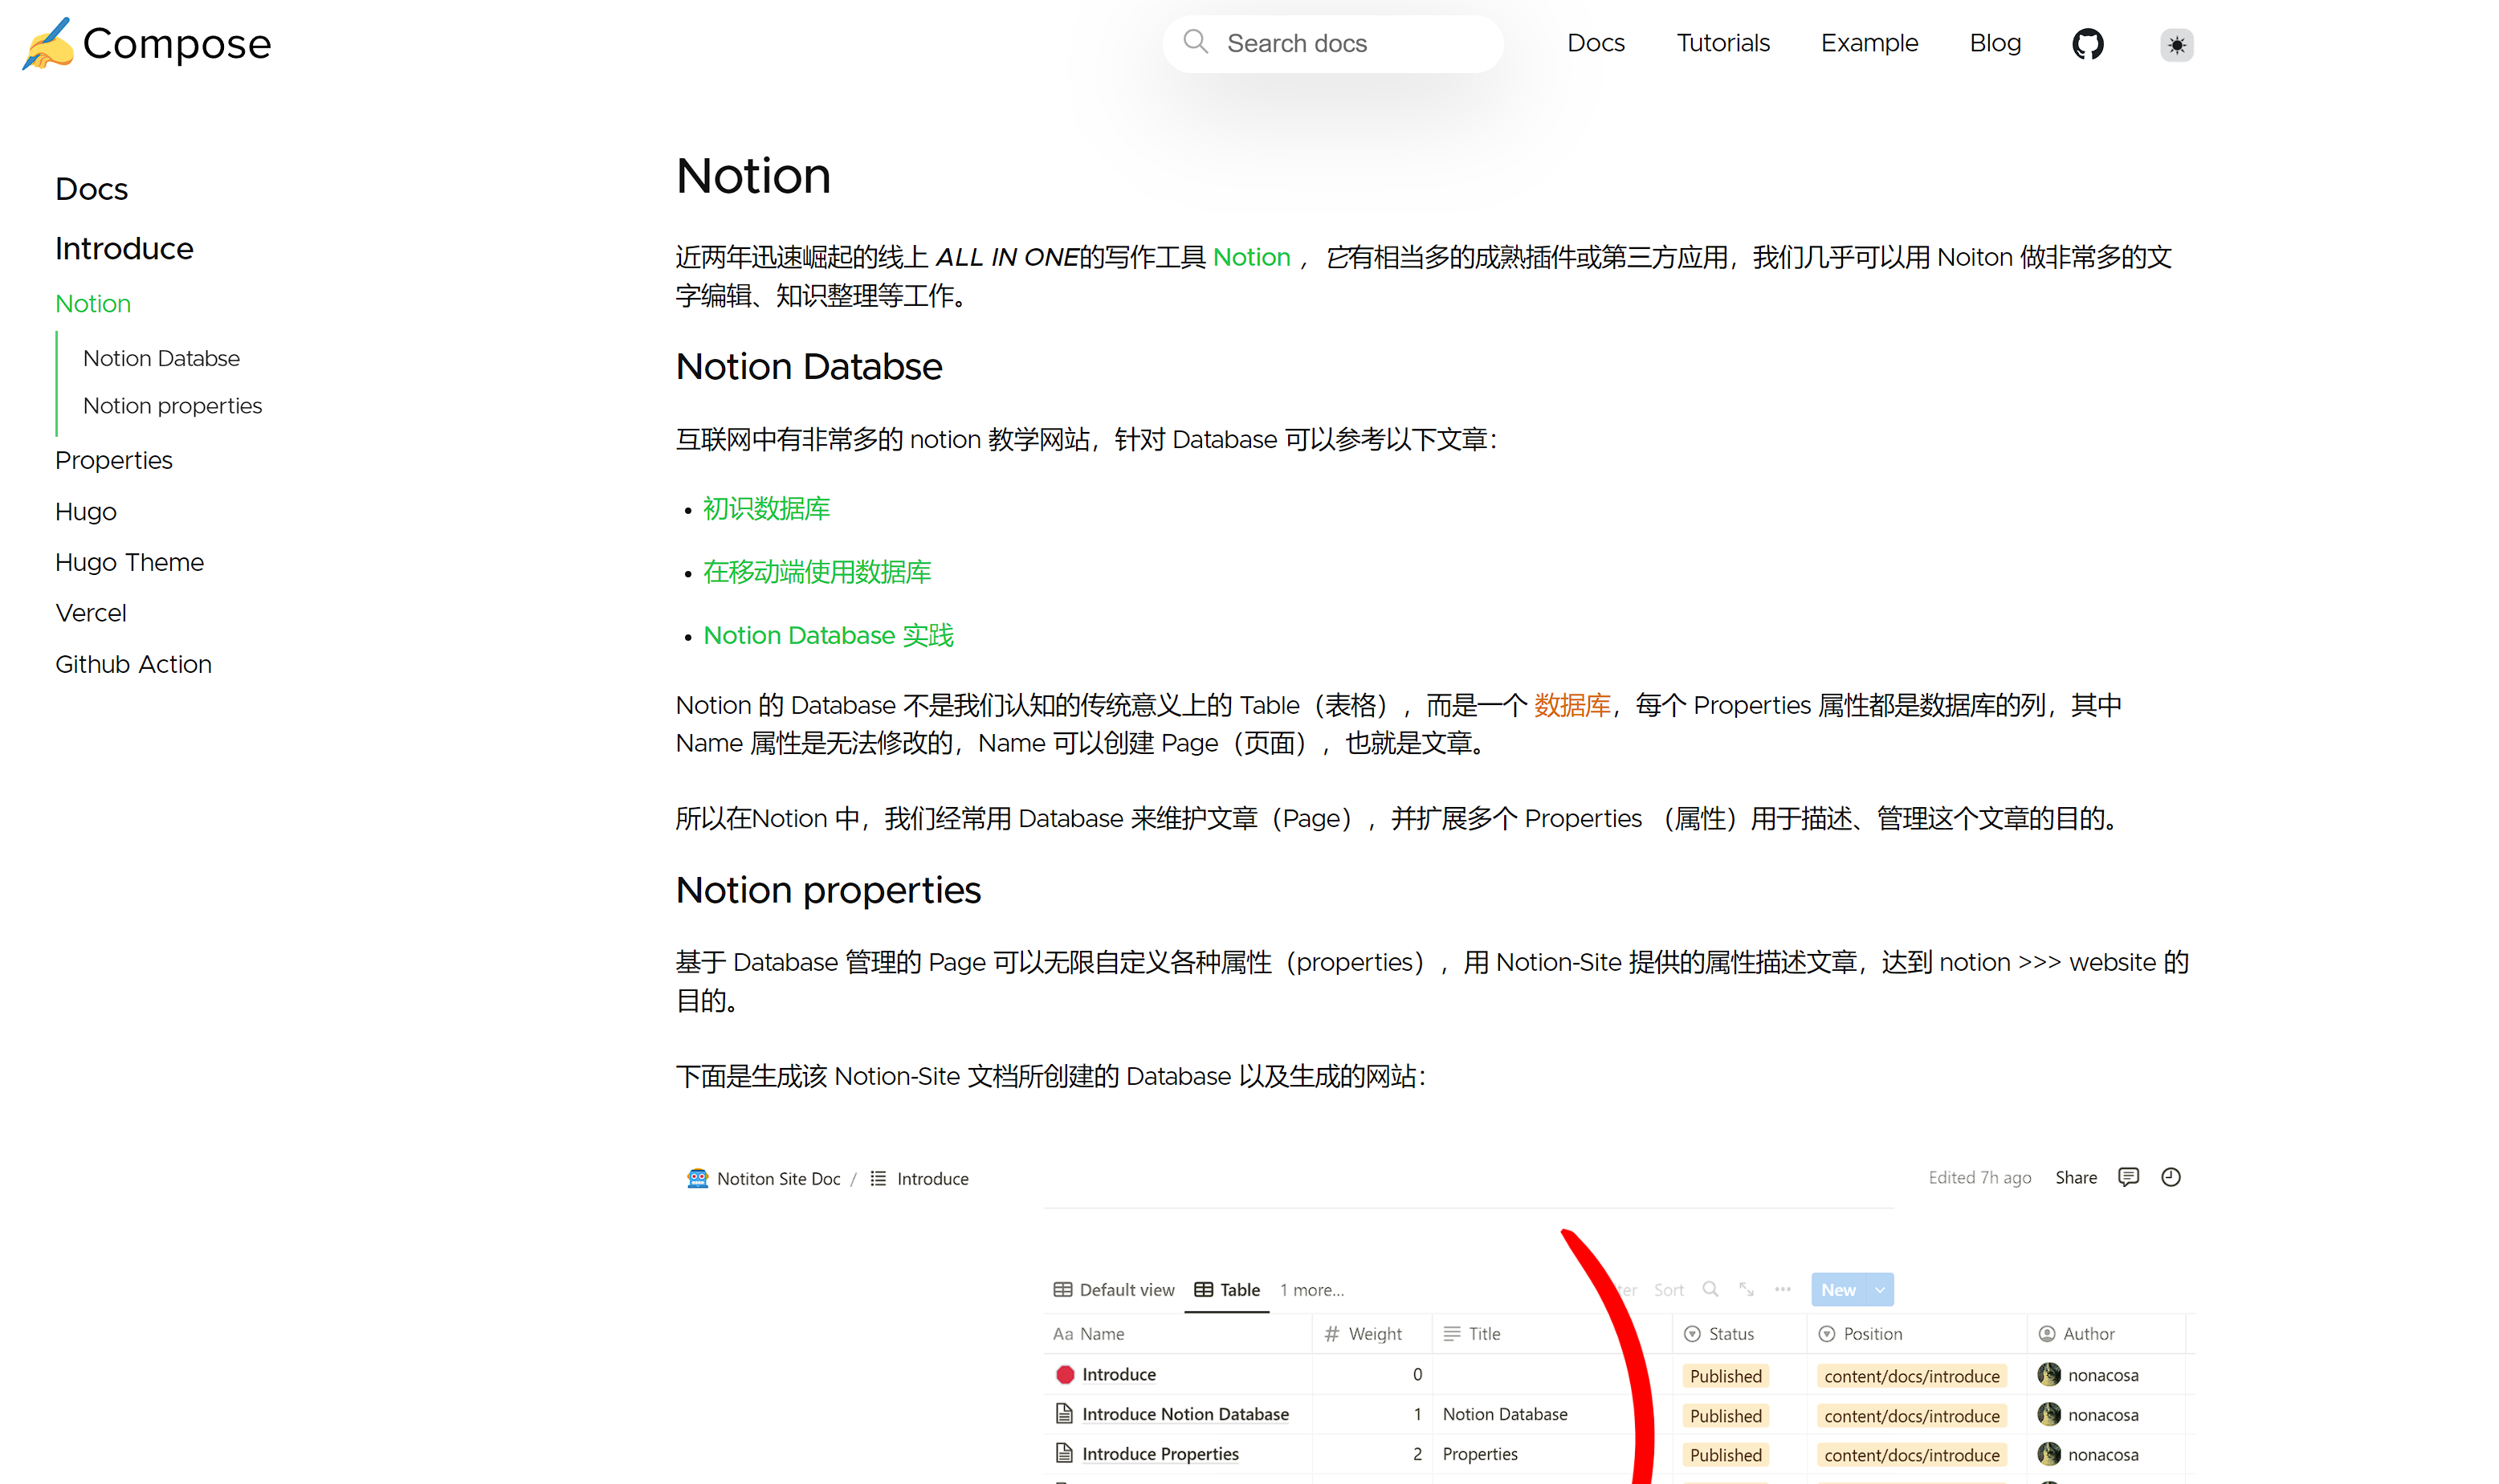 Compose
Search docs
Docs
Tutorials
Example
Blog
Docs
Introduce
Notion
Notion Databse
Notion properties
Properties
Hugo
Hugo Theme
Vercel
Github Action
Notion
近两年迅速崛起的线上 ALL IN ONE的写作工具 Notion ，它有相当多的成熟插件或第三方应用，我们几乎可以用 Noiton 做非常多的文
字编辑、知识整理等工作。
Notion Databse
互联网中有非常多的 notion 教学网站，针对 Database 可以参考以下文章：
• 初识数据库
• 在移动端使用数据库
• Notion Database 实践
Notion 的 Database 不是我们认知的传统意义上的 Table（表格），而是一个 数据库，每个 Properties 属性都是数据库的列，其中
Name 属性是无法修改的，Name 可以创建 Page（页面），也就是文章。
所以在Notion 中，我们经常用 Database 来维护文章（Page），并扩展多个 Properties （属性）用于描述、管理这个文章的目的。
Notion properties
基于 Database 管理的 Page 可以无限自定义各种属性（properties），用 Notion-Site 提供的属性描述文章，达到 notion >>> website 的
目的。
下面是生成该 Notion-Site 文档所创建的 Database 以及生成的网站：
Notiton Site Doc / Introduce
Edited 7h ago Share
Default view Table 1 more... Sort New
Aa Name # Weight Title Status Position Author
Introduce 0 Published content/docs/introduce nonacosa
Introduce Notion Database 1 Notion Database Published content/docs/introduce nonacosa
Introduce Properties 2 Properties Published content/docs/introduce nonacosa